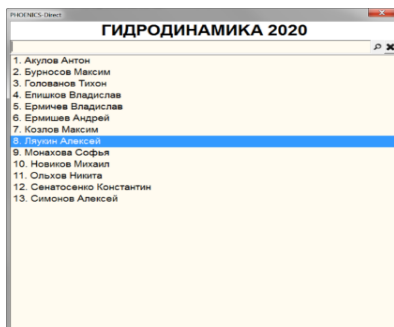 PHOENICS-Direct
ГИДРОДИНАМИКА 2020
1. Акулов Антон
2. Бурносов Максим
3. Голованов Тихон
4. Епишков Владислав
5. Ермичев Владислав
6. Ермишев Андрей
7. Козлов Максим
8. Ляукин Алексей
9. Монахова Софья
10. Новиков Михаил
11. Ольхов Никита
12. Сенатосенко Константин
13. Симонов Алексей